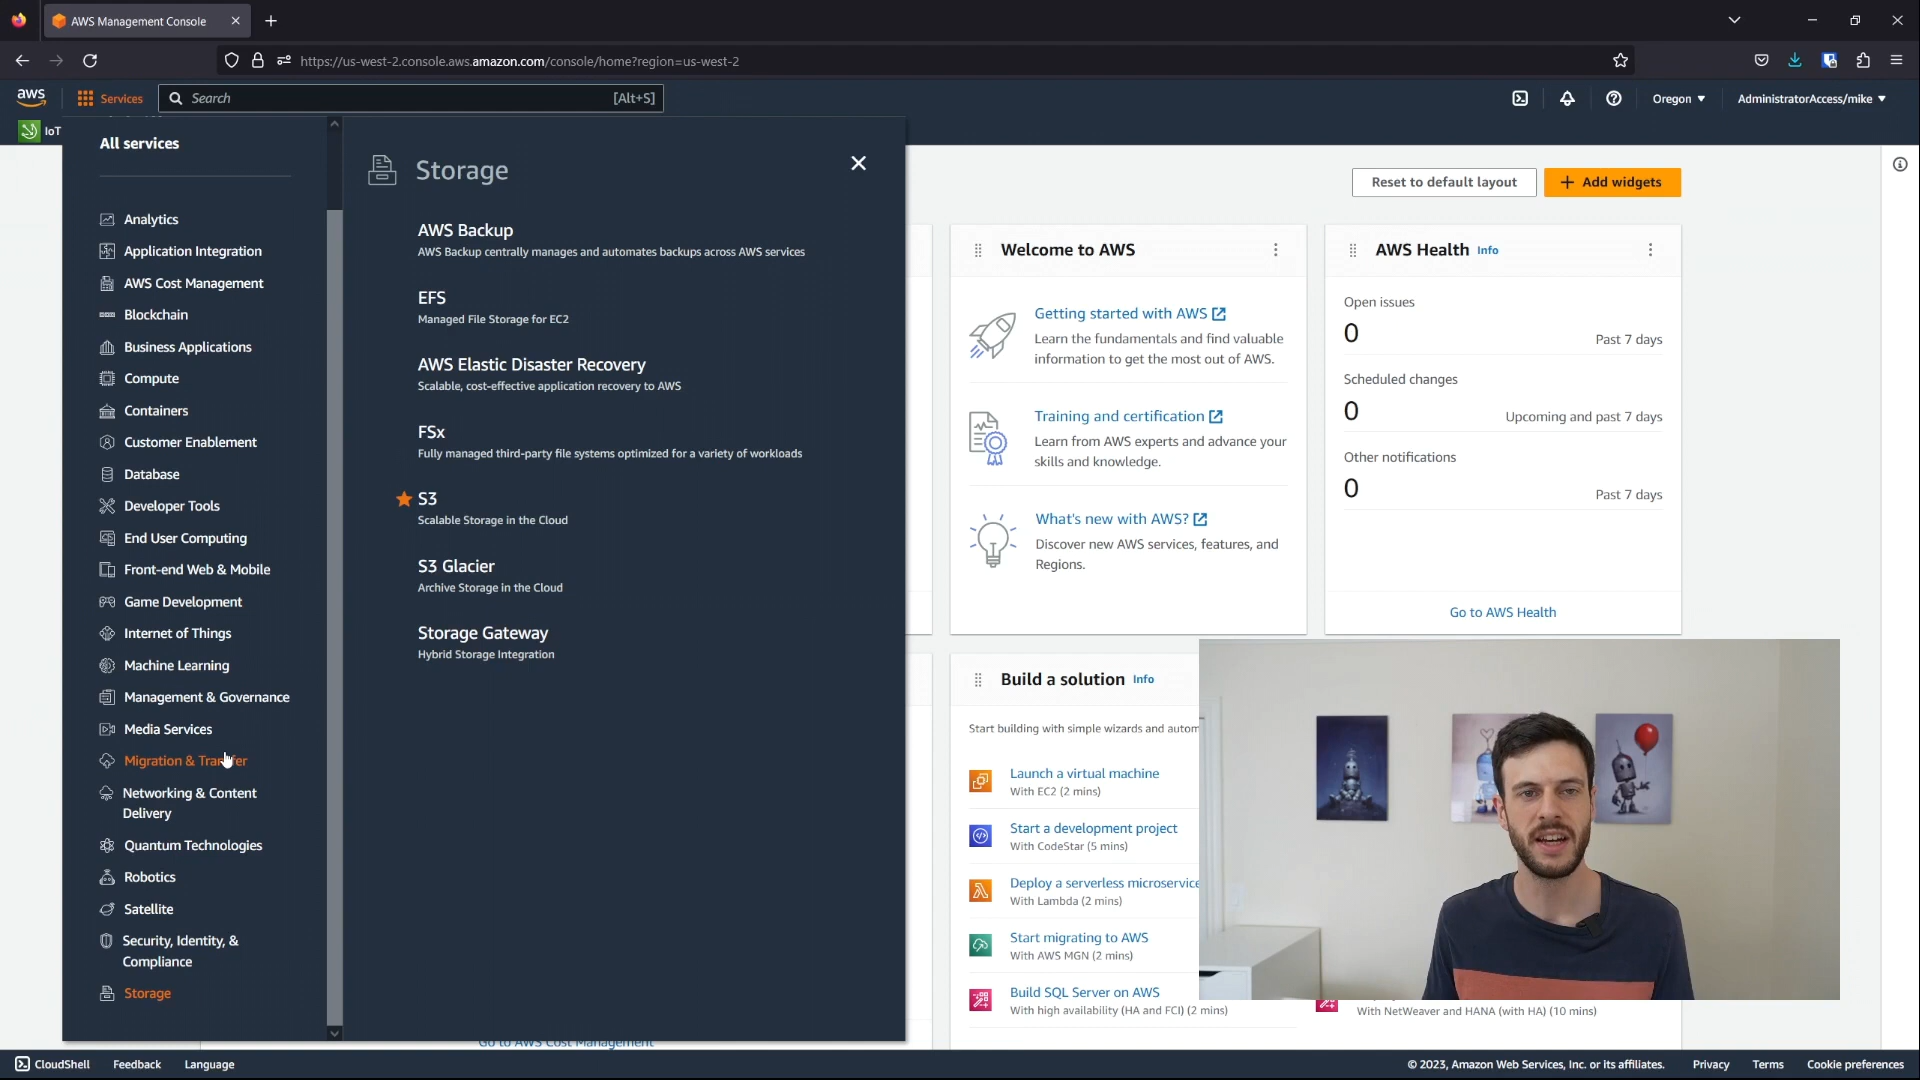 AWS Management Console
https://us-west-2.console.aws.amazon.com/console/home?region=us-west-2
aws
Services
Search
[Alt+S]
Oregon
AdministratorAccess/mike
IoT
All services
Analytics
Application Integration
AWS Cost Management
Blockchain
Business Applications
Compute
Containers
Customer Enablement
Database
Developer Tools
End User Computing
Front-end Web & Mobile
Game Development
Internet of Things
Machine Learning
Management & Governance
Media Services
Migration & Transfer
Networking & Content
Delivery
Quantum Technologies
Robotics
Satellite
Security, Identity, &
Compliance
Storage
Storage
AWS Backup
AWS Backup centrally manages and automates backups across AWS services
EFS
Managed File Storage for EC2
AWS Elastic Disaster Recovery
Scalable, cost-effective application recovery to AWS
FSx
Fully managed third-party file systems optimized for a variety of workloads
S3
Scalable Storage in the Cloud
S3 Glacier
Archive Storage in the Cloud
Storage Gateway
Hybrid Storage Integration
Reset to default layout
Add widgets
Welcome to AWS
Getting started with AWS
Learn the fundamentals and find valuable
information to get the most out of AWS.
Training and certification
Learn from AWS experts and advance your
skills and knowledge.
What's new with AWS?
Discover new AWS services, features, and
Regions.
AWS Health Info
Open issues
0
Past 7 days
Scheduled changes
0
Upcoming and past 7 days
Other notifications
0
Past 7 days
Go to AWS Health
Build a solution Info
Start building with simple wizards and autom
Launch a virtual machine
With EC2 (2 mins)
Start a development project
With CodeStar (5 mins)
Deploy a serverless microservice
With Lambda (2 mins)
Start migrating to AWS
With AWS MGN (2 mins)
Build SQL Server on AWS
With high availability (HA and FCI) (2 mins)
With NetWeaver and HANA (with HA) (10 mins)
Go to AWS Cost Management
CloudShell
Feedback
Language
© 2023, Amazon Web Services, Inc. or its affiliates.
Privacy
Terms
Cookie preferences